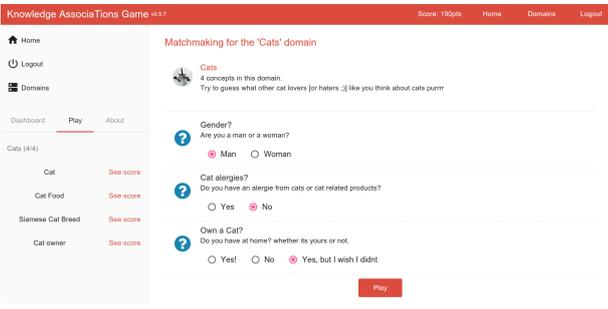 Knowledge AssociaTions Game v0.5.7
Score: 190pts Home Domains Logout
Home
Logout
Domains
Dashboard Play About
Cats (4/4)
Cat See score
Cat Food See score
Siamese Cat Breed See score
Cat owner See score
Matchmaking for the 'Cats' domain
Cats
4 concepts in this domain.
Try to guess what other cat lovers [or haters ;)] like you think about cats purrrr
Gender?
Are you a man or a woman?
Man Woman
Cat alergies?
Do you have an alergie from cats or cat related products?
Yes No
Own a Cat?
Do you have at home? whether its yours or not.
Yes! No Yes, but I wish I didnt
Play